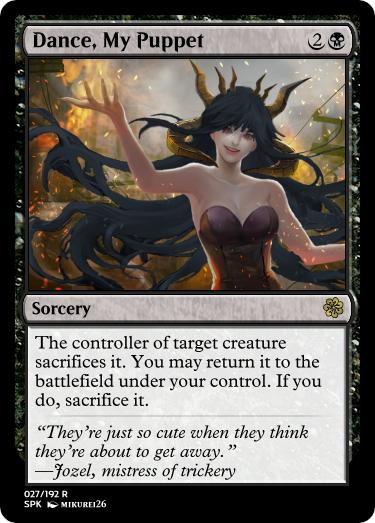 Dance, My Puppet 2
Sorcery
The controller of target creature
sacrifices it. You may return it to the
battlefield under your control. If you
do, sacrifice it.
“They’re just so cute when they think
they’re about to get away.”
—Jozel, mistress of trickery
027/192 R
SPK MIKUREI26